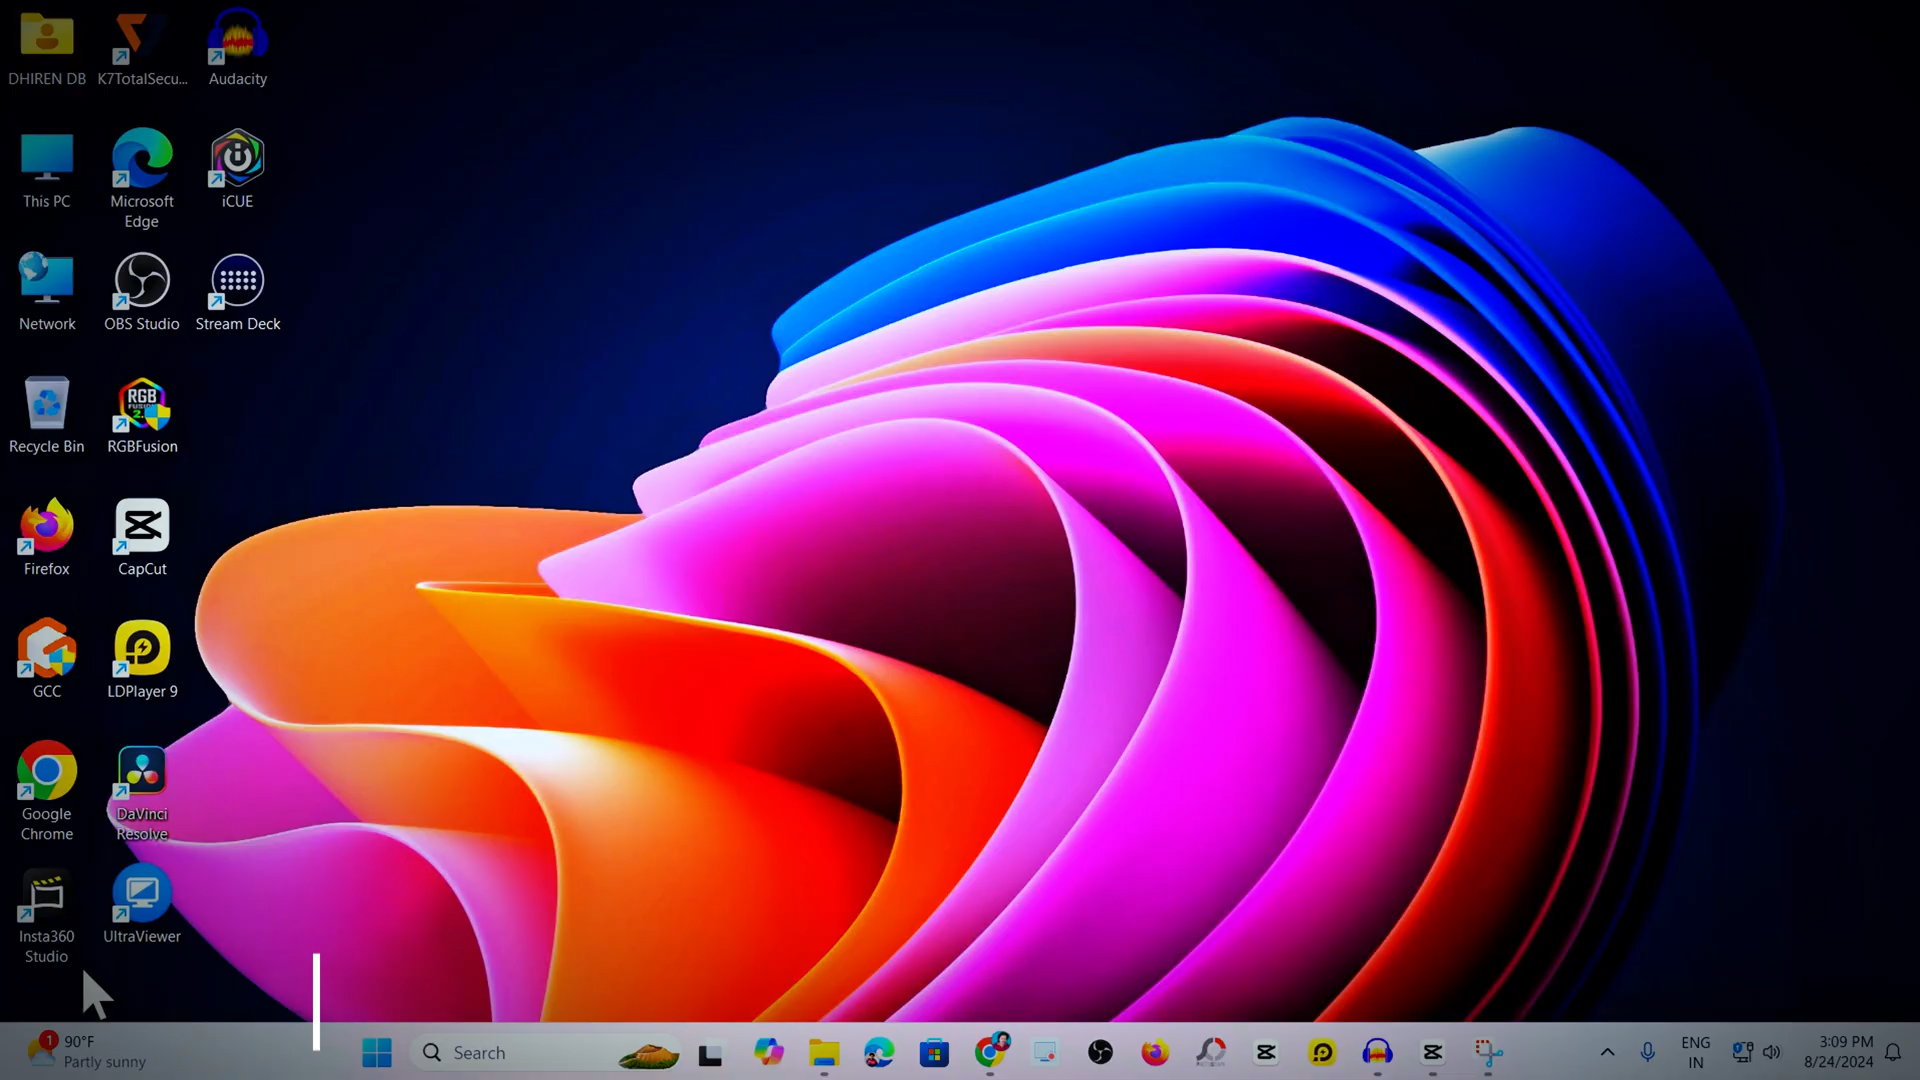 DHIREN DB
K7TotalSecu...
Audacity
This PC
Microsoft
Edge
iCUE
Network
OBS Studio
Stream Deck
Recycle Bin
RGB
RGBFusion
Firefox
CapCut
GCC
LDPlayer 9
Google
Chrome
DaVinci
Resolve
Insta360
Studio
UltraViewer
1
90°F
Partly sunny
Search
ENG
IN
3:09 PM
8/24/2024